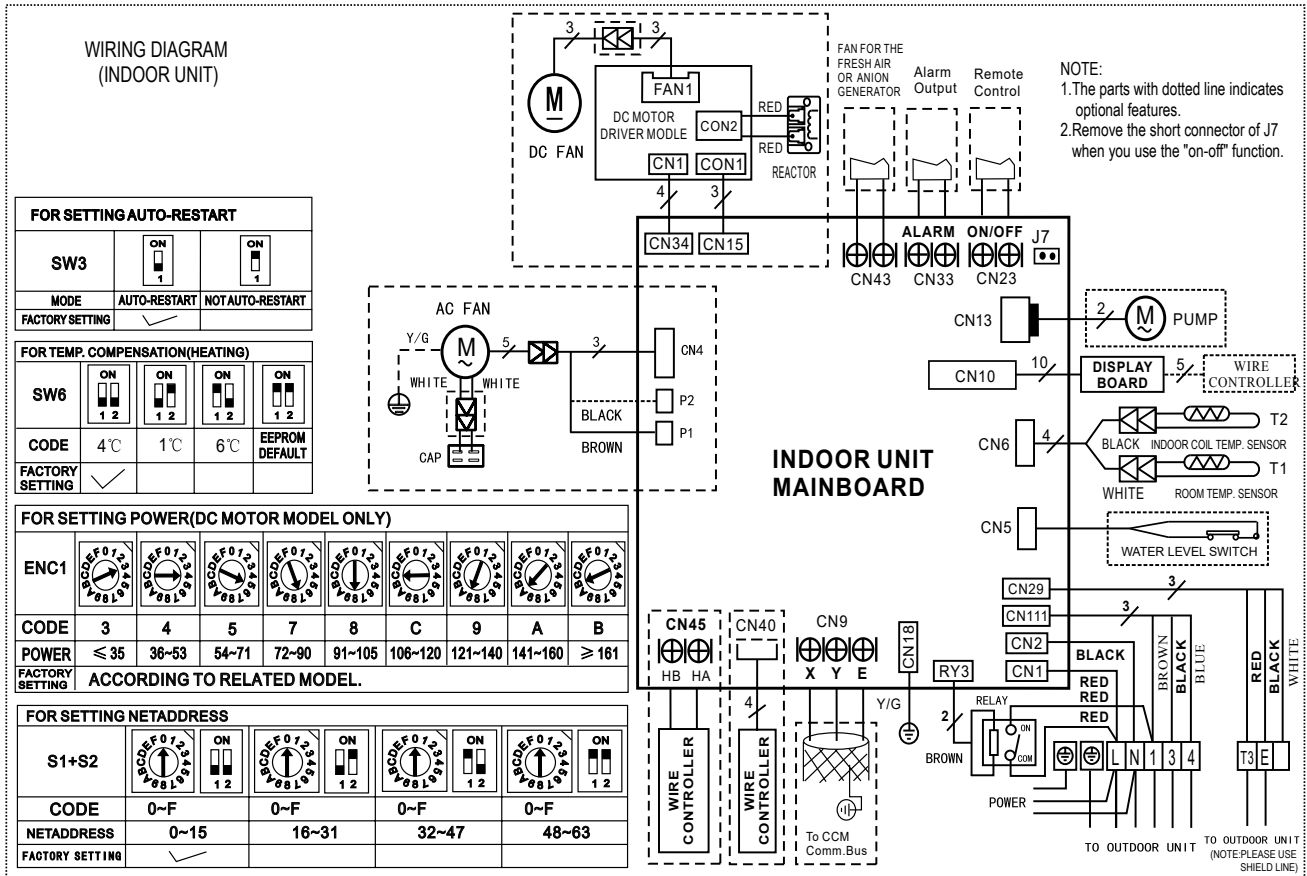 WIRING DIAGRAM
(INDOOR UNIT)
3
3
FAN1
M
DC MOTOR
DRIVER MODLE
CON2
RED
RED
DC FAN
CN1
CON1
REACTOR
4
3
CN34
CN15
FAN FOR THE
FRESH AIR
OR ANION
GENERATOR
Alarm
Output
Remote
Control
ALARM
ON/OFF
J7
CN43
CN33
CN23
NOTE:
1.The parts with dotted line indicates
optional features.
2.Remove the short connector of J7
when you use the "on-off" function.
FOR SETTING AUTO-RESTART
SW3
ON
1
ON
1
MODE
AUTO-RESTART
NOT AUTO-RESTART
FACTORY SETTING
FOR TEMP. COMPENSATION(HEATING)
SW6
ON
1 2
ON
1 2
ON
1 2
ON
1 2
CODE
4℃
1℃
6℃
EEPROM
DEFAULT
FACTORY
SETTING
AC FAN
Y/G
M
5
3
CN4
WHITE
WHITE
P2
BLACK
P1
BROWN
CAP
INDOOR UNIT
MAINBOARD
CN13
2
M
PUMP
CN10
10
DISPLAY
BOARD
5
WIRE
CONTROLLER
CN6
4
T2
BLACK
INDOOR COIL TEMP. SENSOR
T1
WHITE
ROOM TEMP. SENSOR
CN5
WATER LEVEL SWITCH
FOR SETTING POWER(DC MOTOR MODEL ONLY)
ENC1
0123456789ABCDEF
0123456789ABCDEF
0123456789ABCDEF
0123456789ABCDEF
0123456789ABCDEF
0123456789ABCDEF
0123456789ABCDEF
0123456789ABCDEF
0123456789ABCDEF
CODE
3
4
5
7
8
C
9
A
B
POWER
≤ 35
36~53
54~71
72~90
91~105
106~120
121~140
141~160
≥ 161
FACTORY
SETTING
ACCORDING TO RELATED MODEL.
FOR SETTING NETADDRESS
S1+S2
0123456789ABCDEF
ON
1 2
0123456789ABCDEF
ON
1 2
0123456789ABCDEF
ON
1 2
0123456789ABCDEF
ON
1 2
CODE
0~F
0~F
0~F
0~F
NETADDRESS
0~15
16~31
32~47
48~63
FACTORY SETTING
CN45
HB HA
WIRE
CONTROLLER
CN40
4
WIRE
CONTROLLER
CN9
X Y E
To CCM
Comm.Bus
CN18
Y/G
RY3
2
BROWN
RELAY
ON
COM
CN29
3
CN111
3
CN2
BLACK
CN1
RED
RED
RED
BROWN
BLACK
BLUE
RED
BLACK
WHITE
L N 1 3 4
T3 E
POWER
TO OUTDOOR UNIT
TO OUTDOOR UNIT
(NOTE:PLEASE USE
SHIELD LINE)